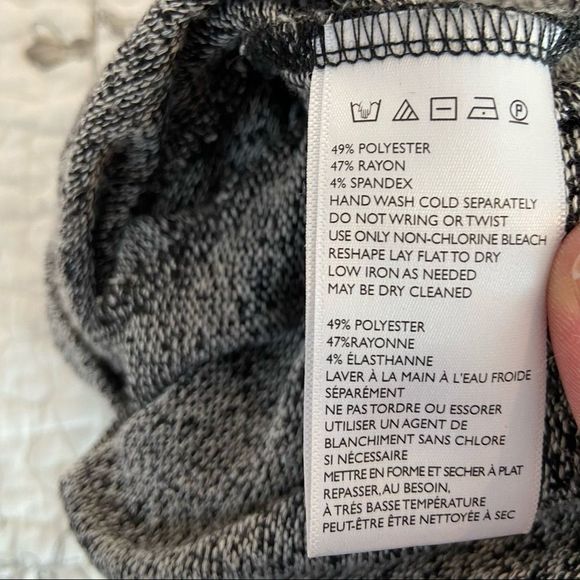 49% POLYESTER
47% RAYON
4% SPANDEX
HAND WASH COLD SEPARATELY
DO NOT WRING OR TWIST
USE ONLY NON-CHLORINE BLEACH
RESHAPE LAY FLAT TO DRY
LOW IRON AS NEEDED
MAY BE DRY CLEANED
49% POLYESTER
47%RAYONNE
4% ÉLASTHANNE
LAVER À LA MAIN À L'EAU FROIDE
SÉPARÉMENT
NE PAS TORDRE OU ESSORER
UTILISER UN AGENT DE
BLANCHIMENT SANS CHLORE
SI NÉCESSAIRE
METTRE EN FORME ET SECHER À PLAT
REPASSER, AU BESOIN,
À TRÉS BASSE TEMPÉRATURE
PEUT-ÊTRE ÊTRE NETTOYÉE À SEC